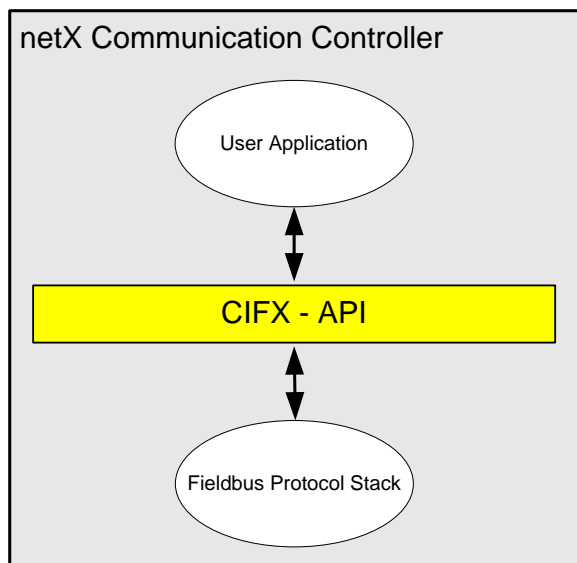 netX Communication Controller
User Application
CIFX - API
Fieldbus Protocol Stack